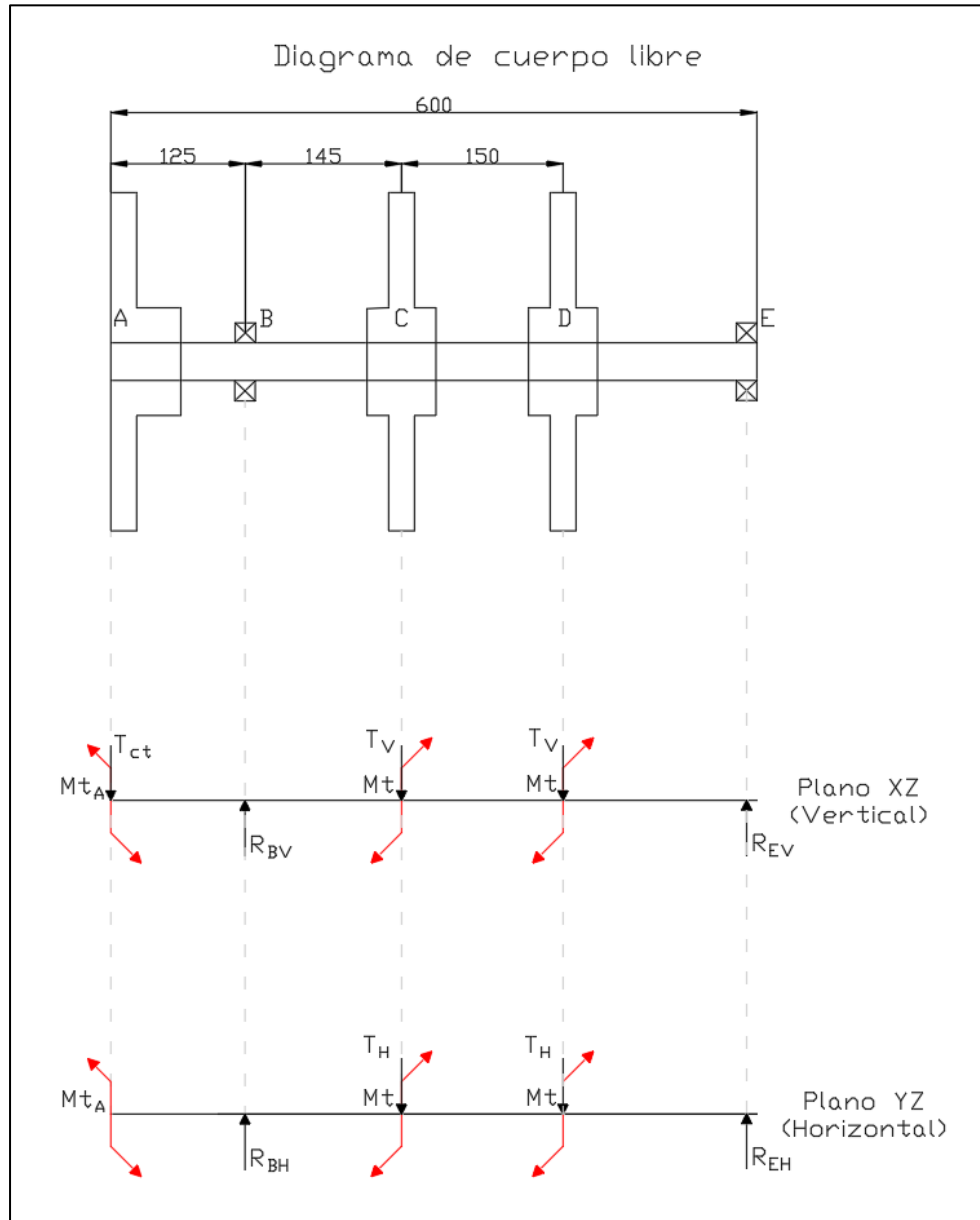 Diagrama de cuerpo libre
600
125 145 150
A B C D E
T_ct T_V T_V
Mt_A Mt Mt Plano XZ
(Vertical)
R_BV R_EV
T_H T_H
Mt_A Mt Mt Plano YZ
(Horizontal)
R_BH R_EH